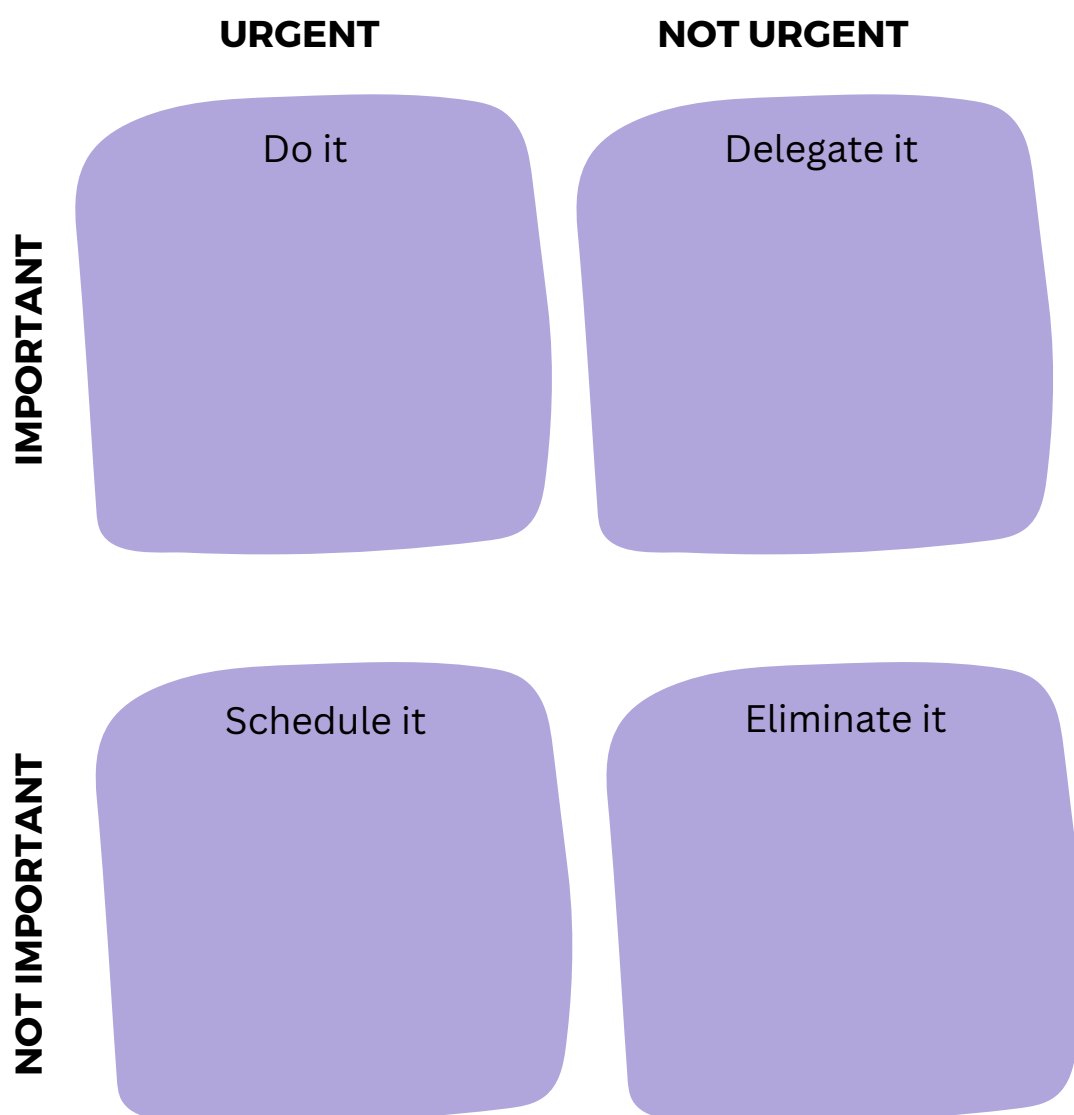 URGENT
NOT URGENT
IMPORTANT
Do it
Delegate it
NOT IMPORTANT
Schedule it
Eliminate it